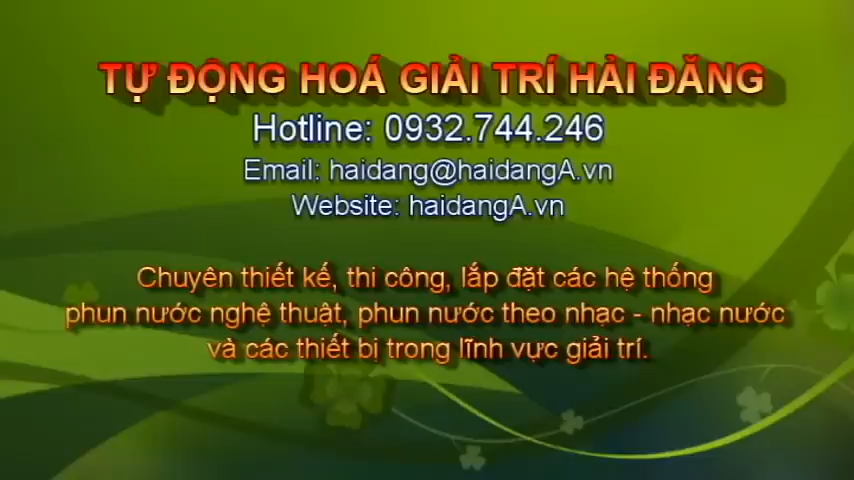 TỰ ĐỘNG HOÁ GIẢI TRÍ HẢI ĐĂNG
Hotline: 0932.744.246
Email: haidang@haidangA.vn
Website: haidangA.vn
Chuyên thiết kế, thi công, lắp đặt các hệ thống
phun nước nghệ thuật, phun nước theo nhạc - nhạc nước
và các thiết bị trong lĩnh vực giải trí.